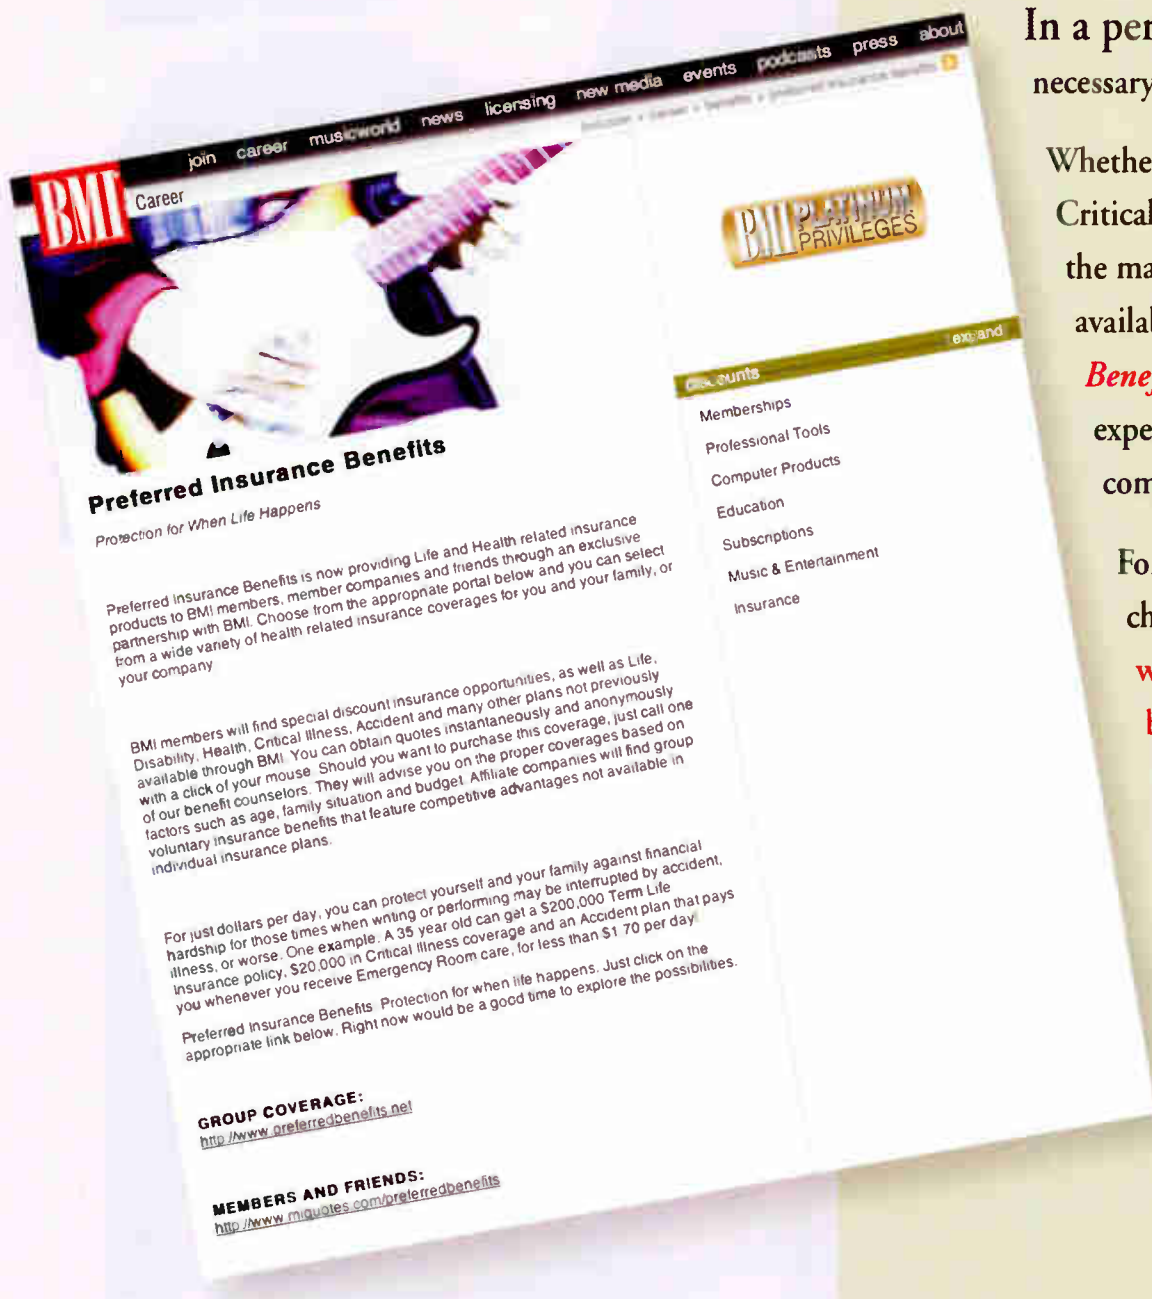 join career musicworld news licensing new media events podcasts press about
BMI
Career
BMI PLATINUM
PRIVILEGES
Preferred Insurance Benefits
Protection for When Life Happens
Preferred Insurance Benefits is now providing Life and Health related insurance
products to BMI members, member companies and friends through an exclusive
partnership with BMI. Choose from the appropriate portal below and you can select
from a wide variety of health related insurance coverages for you and your family, or
your company
BMI members will find special discount insurance opportunities, as well as Life,
Disability, Health, Critical Illness, Accident and many other plans not previously
available through BMI. You can obtain quotes instantaneously and anonymously
with a click of your mouse. Should you want to purchase this coverage, just call one
of our benefit counselors. They will advise you on the proper coverages based on
factors such as age, family situation and budget. Affiliate companies will find group
voluntary insurance benefits that feature competitive advantages not available in
individual insurance plans.
For just dollars per day, you can protect yourself and your family against financial
hardship for those times when writing or performing may be interrupted by accident,
illness, or worse. One example. A 35 year old can get a $200,000 Term Life
Insurance policy, $20,000 in Critical Illness coverage and an Accident plan that pays
you whenever you receive Emergency Room care, for less than $1 70 per day!
Preferred Insurance Benefits. Protection for when life happens. Just click on the
appropriate link below. Right now would be a good time to explore the possibilities.
GROUP COVERAGE:
http://www.preferredbenefits.net
MEMBERS AND FRIENDS:
http://www.miquotes.com/preferredbenefits
expand
discounts
Memberships
Professional Tools
Computer Products
Education
Subscriptions
Music & Entertainment
Insurance
In a per
necessary
Whethe
Critical
the ma
availab
Benef
expe
com
Fo
ch
w
b